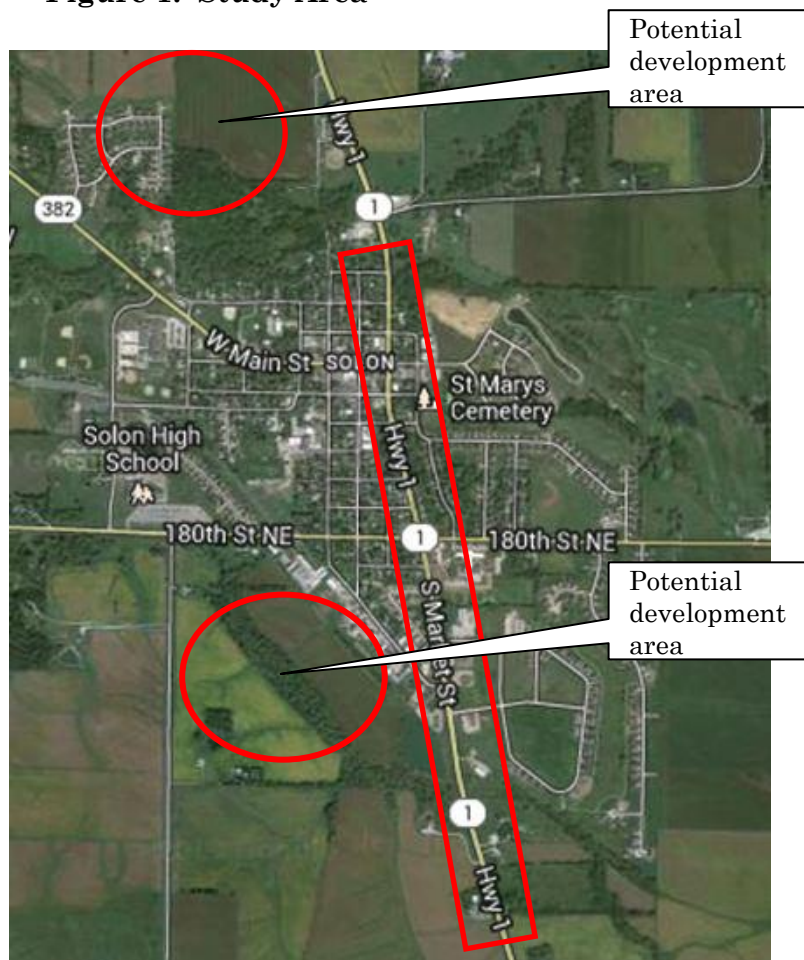 Figure 1. Study Area
Potential
development
area
Hwy 1
382
1
W Main St
SOLON
St Marys
Cemetery
Hwy 1
Solon High
School
180th St NE
1
180th St NE
Potential
development
area
S Market St
1
Hwy 1